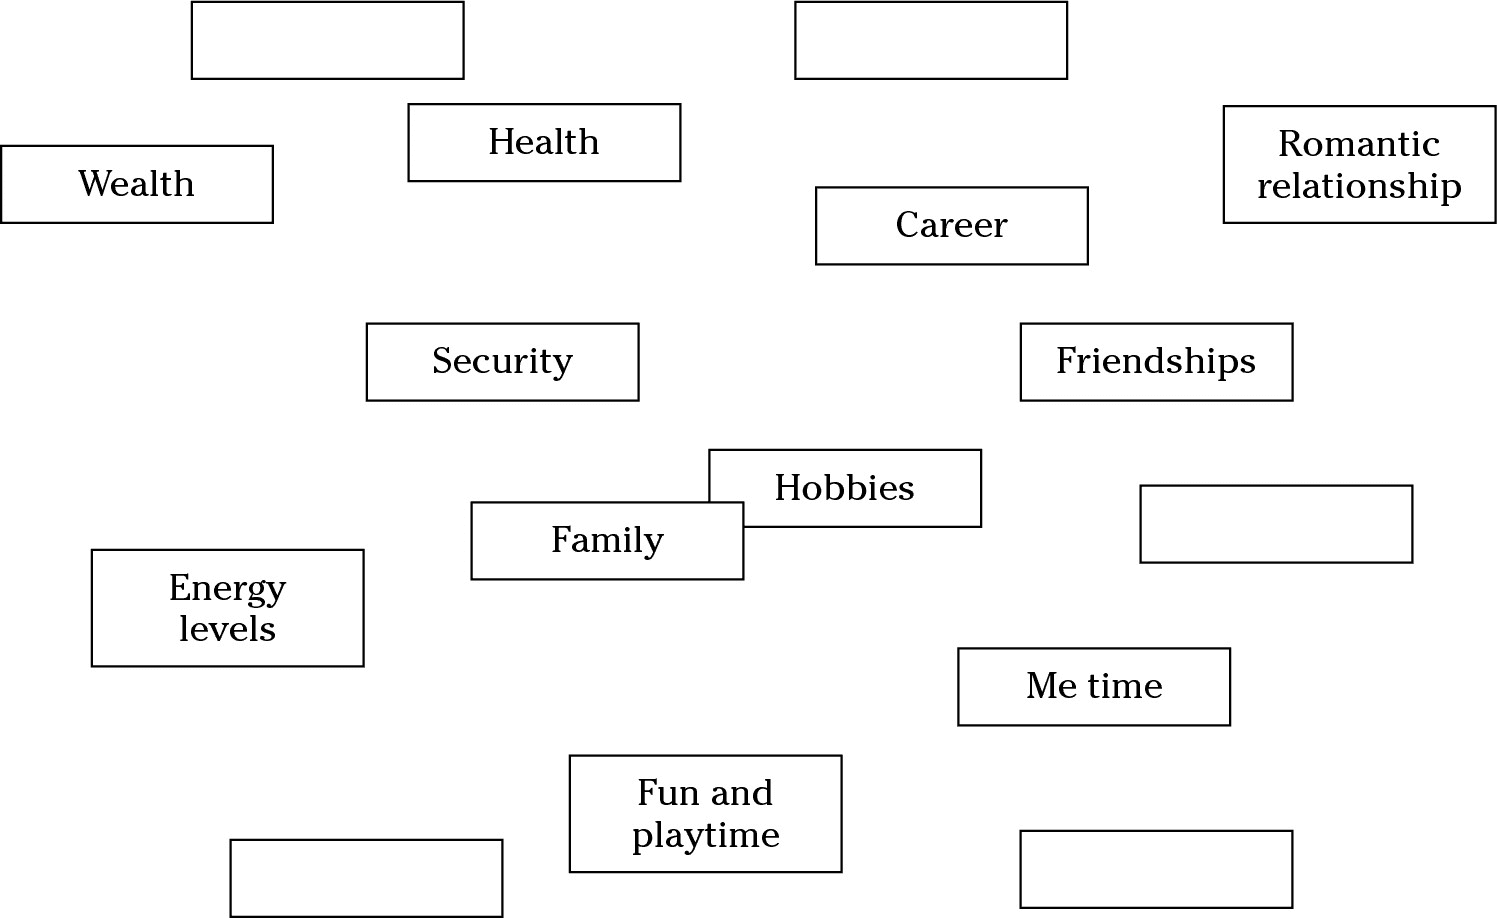 Health
Romantic
relationship
Wealth
Career
Security
Friendships
Hobbies
Family
Energy
levels
Me time
Fun and
playtime